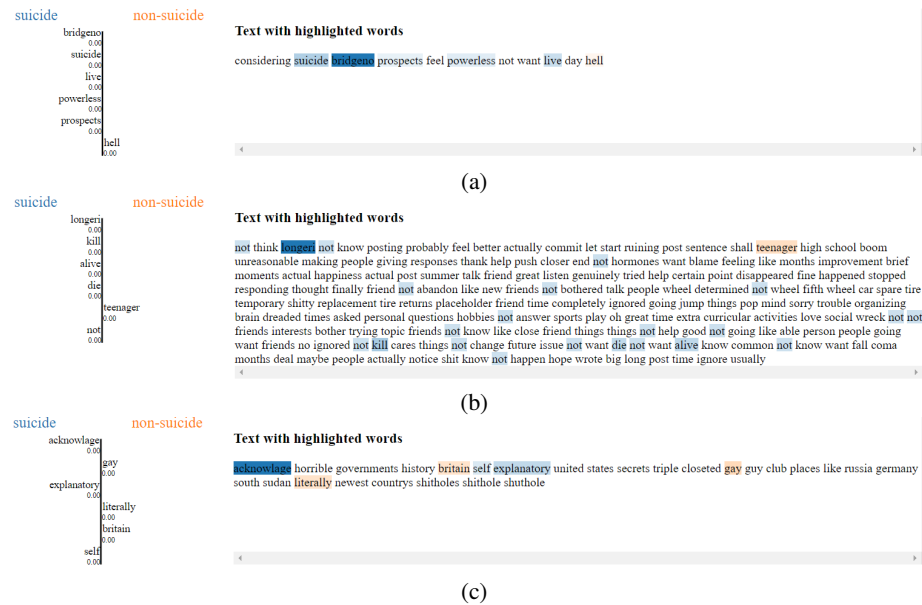 suicide non-suicide
bridgeno
0.00
suicide
0.00
live
0.00
powerless
0.00
prospects
0.00
hell
0.00
Text with highlighted words
considering suicide bridgeno prospects feel powerless not want live day hell
(a)
suicide non-suicide
longeri
0.00
kill
0.00
alive
0.00
die
0.00
teenager
0.00
not
0.00
Text with highlighted words
not think longeri not know posting probably feel better actually commit let start ruining post sentence shall teenager high school boom
unreasonable making people giving responses thank help push closer end not hormones want blame feeling like months improvement brief
moments actual happiness actual post summer talk friend great listen genuinely tried help certain point disappeared fine happened stopped
responding thought finally friend not abandon like new friends not bothered talk people wheel determined not wheel fifth wheel car spare tire
temporary shitty replacement tire returns placeholder friend time completely ignored going jump things pop mind sorry trouble organizing
brain dreaded times asked personal questions hobbies not answer sports play oh great time extra curricular activities love social wreck not not
friends interests bother trying topic friends not know like close friend things things not help good not going like able person people going
want friends no ignored not kill cares things not change future issue not want die not want alive know common not know want fall coma
months deal maybe people actually notice shit know not happen hope wrote big long post time ignore usually
(b)
suicide non-suicide
acknowlage
0.00
gay
0.00
explanatory
0.00
literally
0.00
britain
0.00
self
0.00
Text with highlighted words
acknowlage horrible governments history britain self explanatory united states secrets triple closeted gay guy club places like russia germany
south sudan literally newest countrys shitholes shithole shuthole
(c)